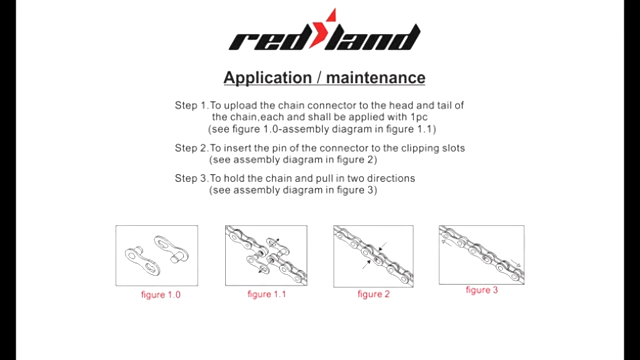 redland
Application / maintenance
Step 1.To upload the chain connector to the head and tail of
the chain,each and shall be applied with 1pc
(see figure 1.0-assembly diagram in figure 1.1)
Step 2.To insert the pin of the connector to the clipping slots
(see assembly diagram in figure 2)
Step 3.To hold the chain and pull in two directions
(see assembly diagram in figure 3)
figure 1.0
figure 1.1
figure 2
figure 3